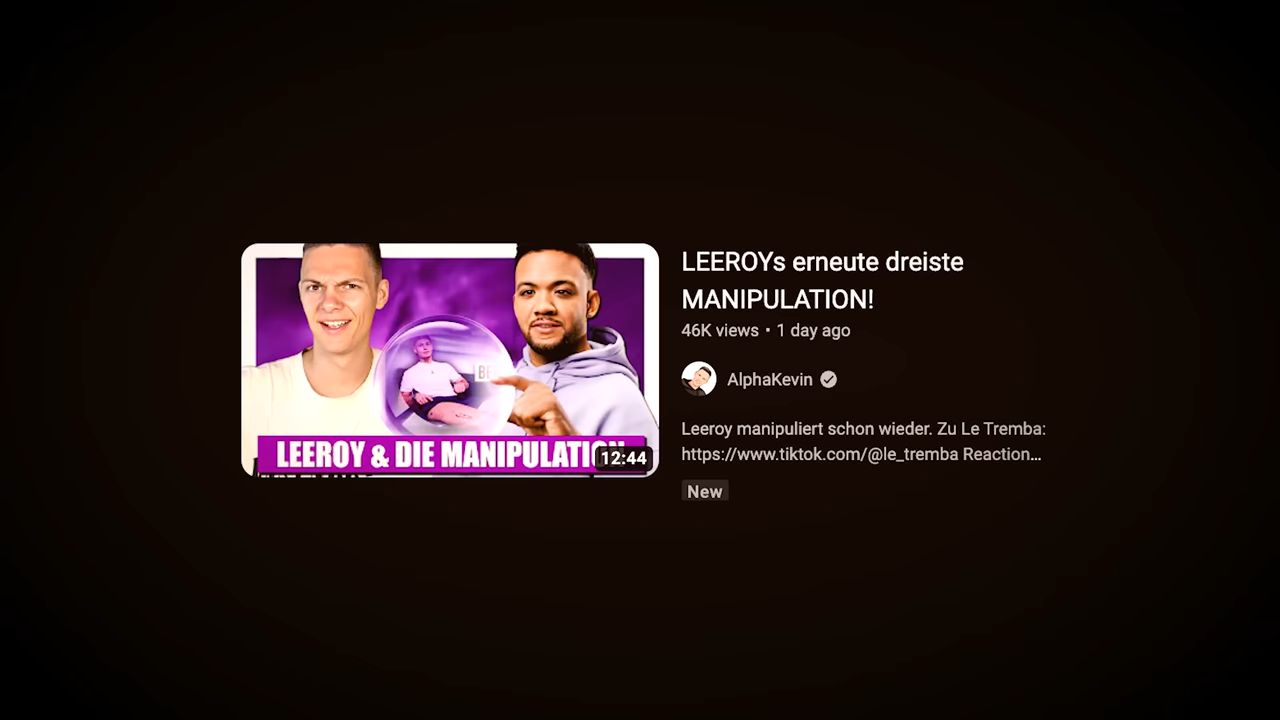 BE
LEEROY & DIE MANIPULATION
12:44
LEEROYs erneute dreiste
MANIPULATION!
46K views • 1 day ago
AlphaKevin
Leeroy manipuliert schon wieder. Zu Le Tremba:
https://www.tiktok.com/@le_tremba Reaction...
New